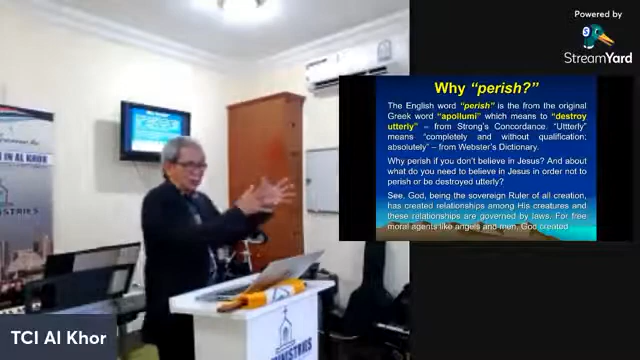 Powered by
StreamYard
Why “perish?”
The English word “perish” is the from the original
Greek word “apollumi” which means to “destroy
utterly” – from Strong's Concordance. “Uttterly”
means “completely and without qualification;
absolutely” – from Webster's Dictionary.
Why perish if you don't believe in Jesus? And about
what do you need to believe in Jesus in order not to
perish or be destroyed utterly?
See, God, being the sovereign Ruler of all creation,
has created relationships among His creatures and
these relationships are governed by laws. For free
moral agents like angels and men, God created
IN AL KHOR
NISTRIES
MINISTRIES
TCI Al Khor